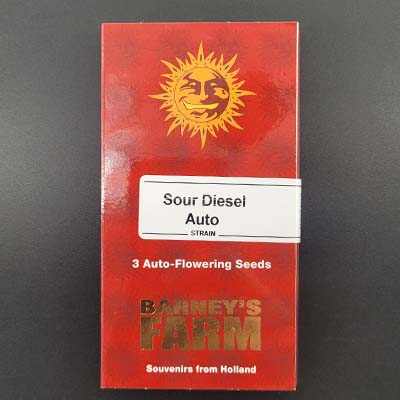 Sour Diesel
Auto
STRAIN
3 Auto-Flowering Seeds
BARNEY'S
FARM
Souvenirs from Holland